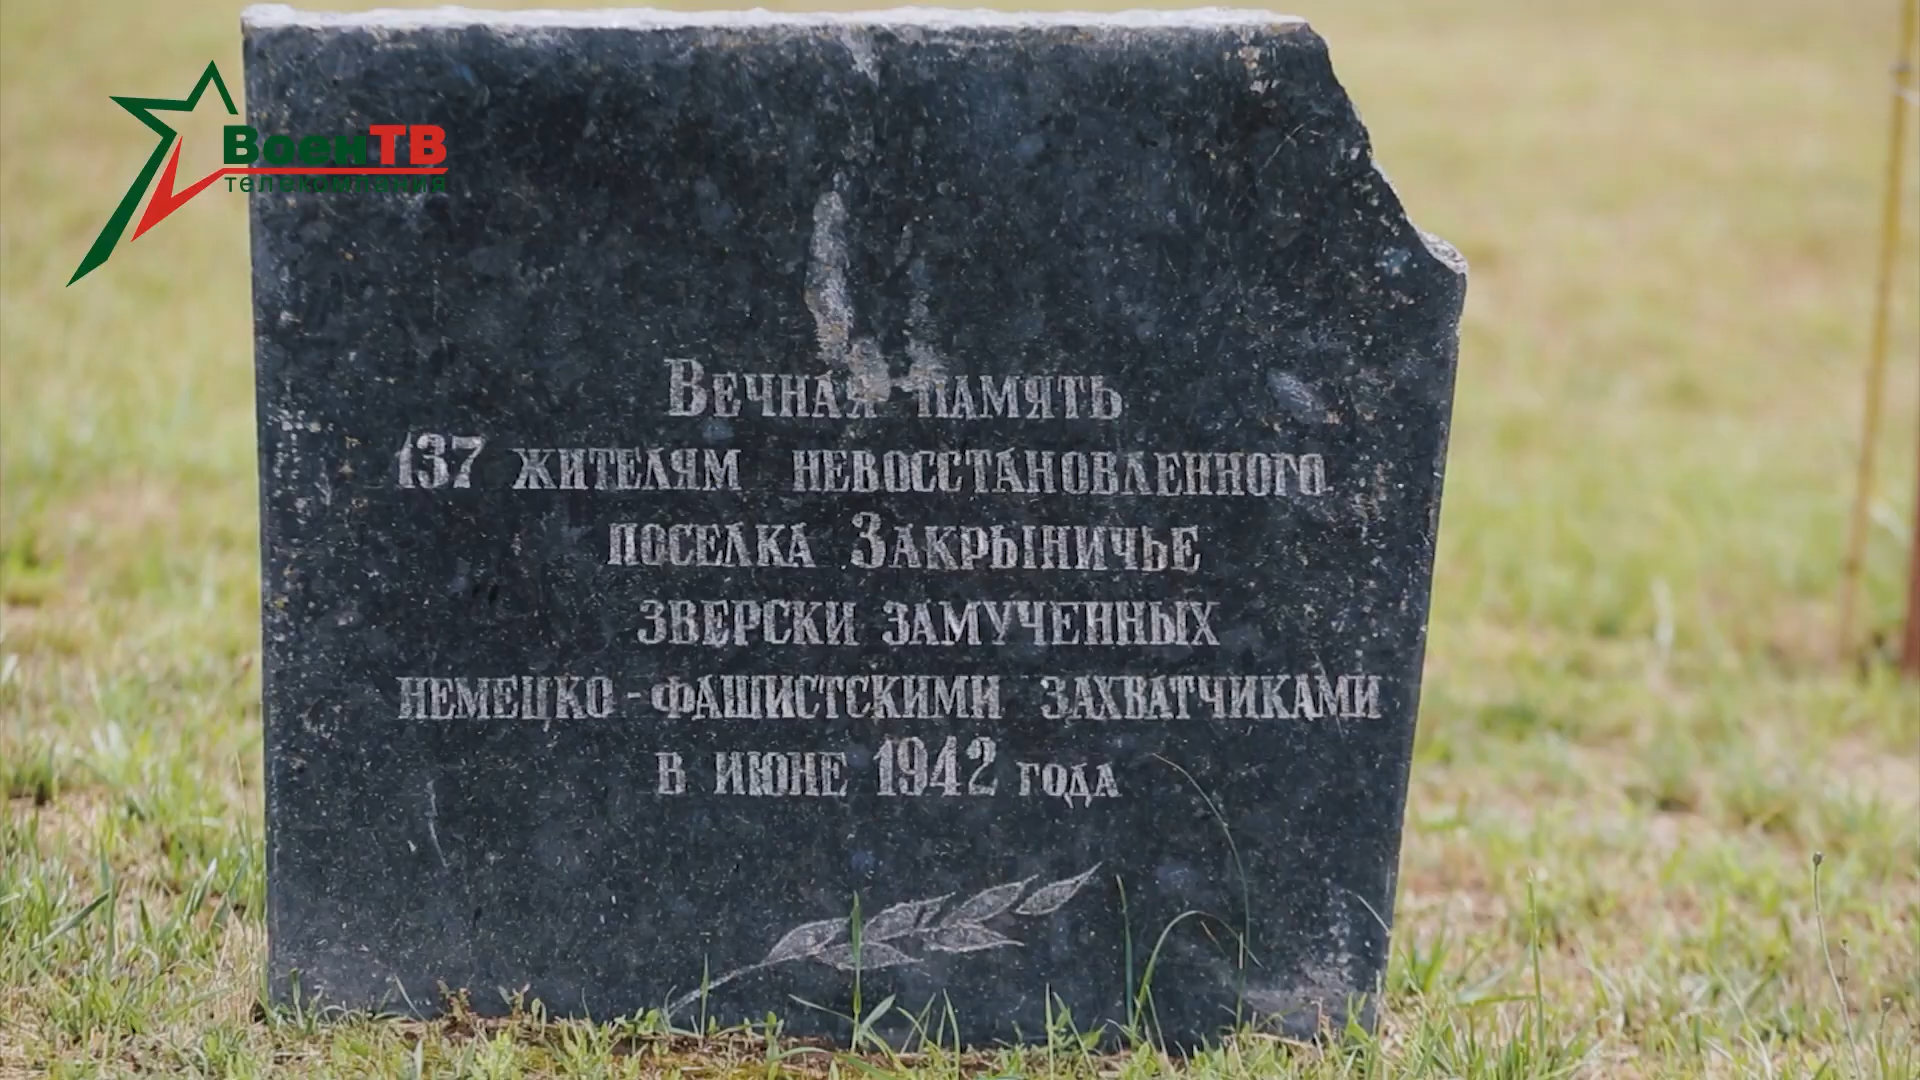 ВоенТВ
телекомпания
Вечная память
137 жителям невосстановленного
поселка Закрыничье
зверски замученных
немецко-фашистскими захватчиками
в июне 1942 года